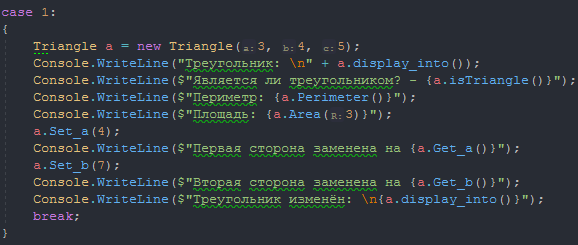 case 1:
{
Triangle a = new Triangle(a: 3, b: 4, c: 5);
Console.WriteLine("Треугольник: \n" + a.display_into());
Console.WriteLine($"Является ли треугольником? - {a.isTriangle()}");
Console.WriteLine($"Периметр: {a.Perimeter()}");
Console.WriteLine($"Площадь: {a.Area(R: 3)}");
a.Set_a(4);
Console.WriteLine($"Первая сторона заменена на {a.Get_a()}");
a.Set_b(7);
Console.WriteLine($"Вторая сторона заменена на {a.Get_b()}");
Console.WriteLine($"Треугольник изменён: \n{a.display_into()}");
break;
}